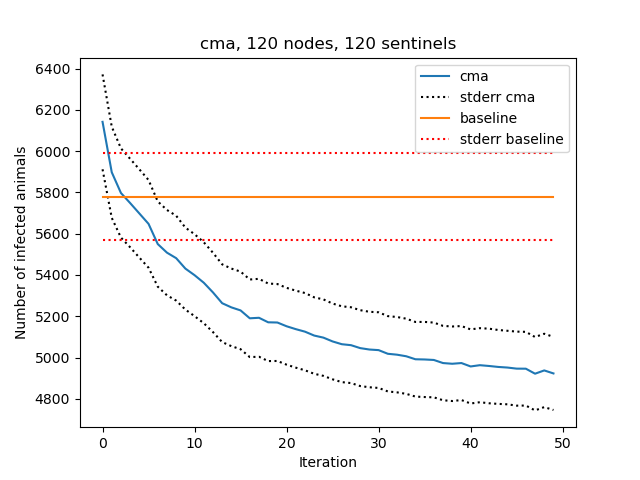 cma, 120 nodes, 120 sentinels
6400
6200
6000
5800
5600
5400
5200
5000
4800
Number of infected animals
cma
stderr cma
baseline
stderr baseline
0
10
20
30
40
50
Iteration